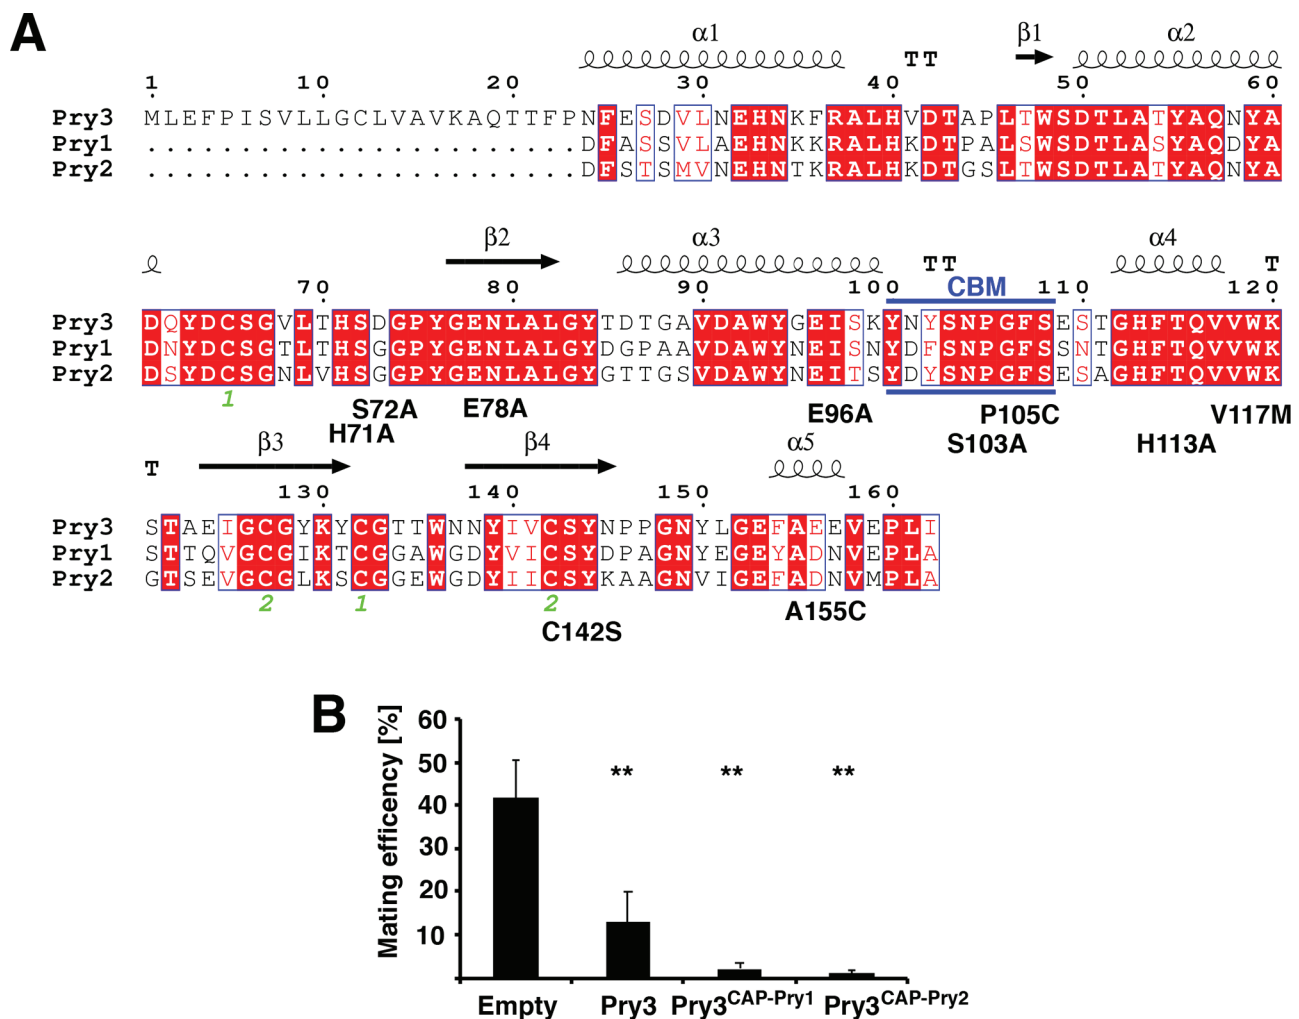 A
α1 TT β1 α2
1 10 20 30 40 50 60
Pry3 MLEFPISVLLGCLVAVKAQTTFPNFESDVLNEHNKFRALHVDTAPLTWSDTLATYAQNYA
Pry1 .......................DFASSVLAEHNKKRALHKDTPALSWSDTLASYAQDYA
Pry2 .......................DFSTSMVNEHNTKRALHKDTGSLTWSDTLATYAQNYA
β2 α3 TT α4 T
70 80 90 100 CBM 110 120
Pry3 DQYDCSGVLTHSDGPYGENLALGYTDTGAVDAWYGEISKYNYSNPGFSESTGHFTQVVWK
Pry1 DNYDCSGTLTHSGGPYGENLALGYDGPAAVDAWYNEISNYDFSNPGFSSNTGHFTQVVWK
Pry2 DSYDCSGNLVHSGGPYGENLALGYGTTGSVDAWYNEITSYDYSNPGFSESAGHFTQVVWK
1
S72A E78A E96A P105C V117M
H71A S103A H113A
T β3 β4 α5
130 140 150 160
Pry3 STAEIGCGYKYCGTTWNNYIVCSYNPPGNYLGEFAEEVEPLI
Pry1 STTQVGCGIKTCGGAWGDYVICSYDPAGNYEGEYADNVEPLA
Pry2 GTSEVGCGLKSCGGEWGDYIICSYKAAGNVIGEFADNVMPLA
2 1 2
C142S A155C
B
Mating efficency [%]
60
50
40
30
20
10
** ** **
Empty Pry3 Pry3CAP-Pry1 Pry3CAP-Pry2